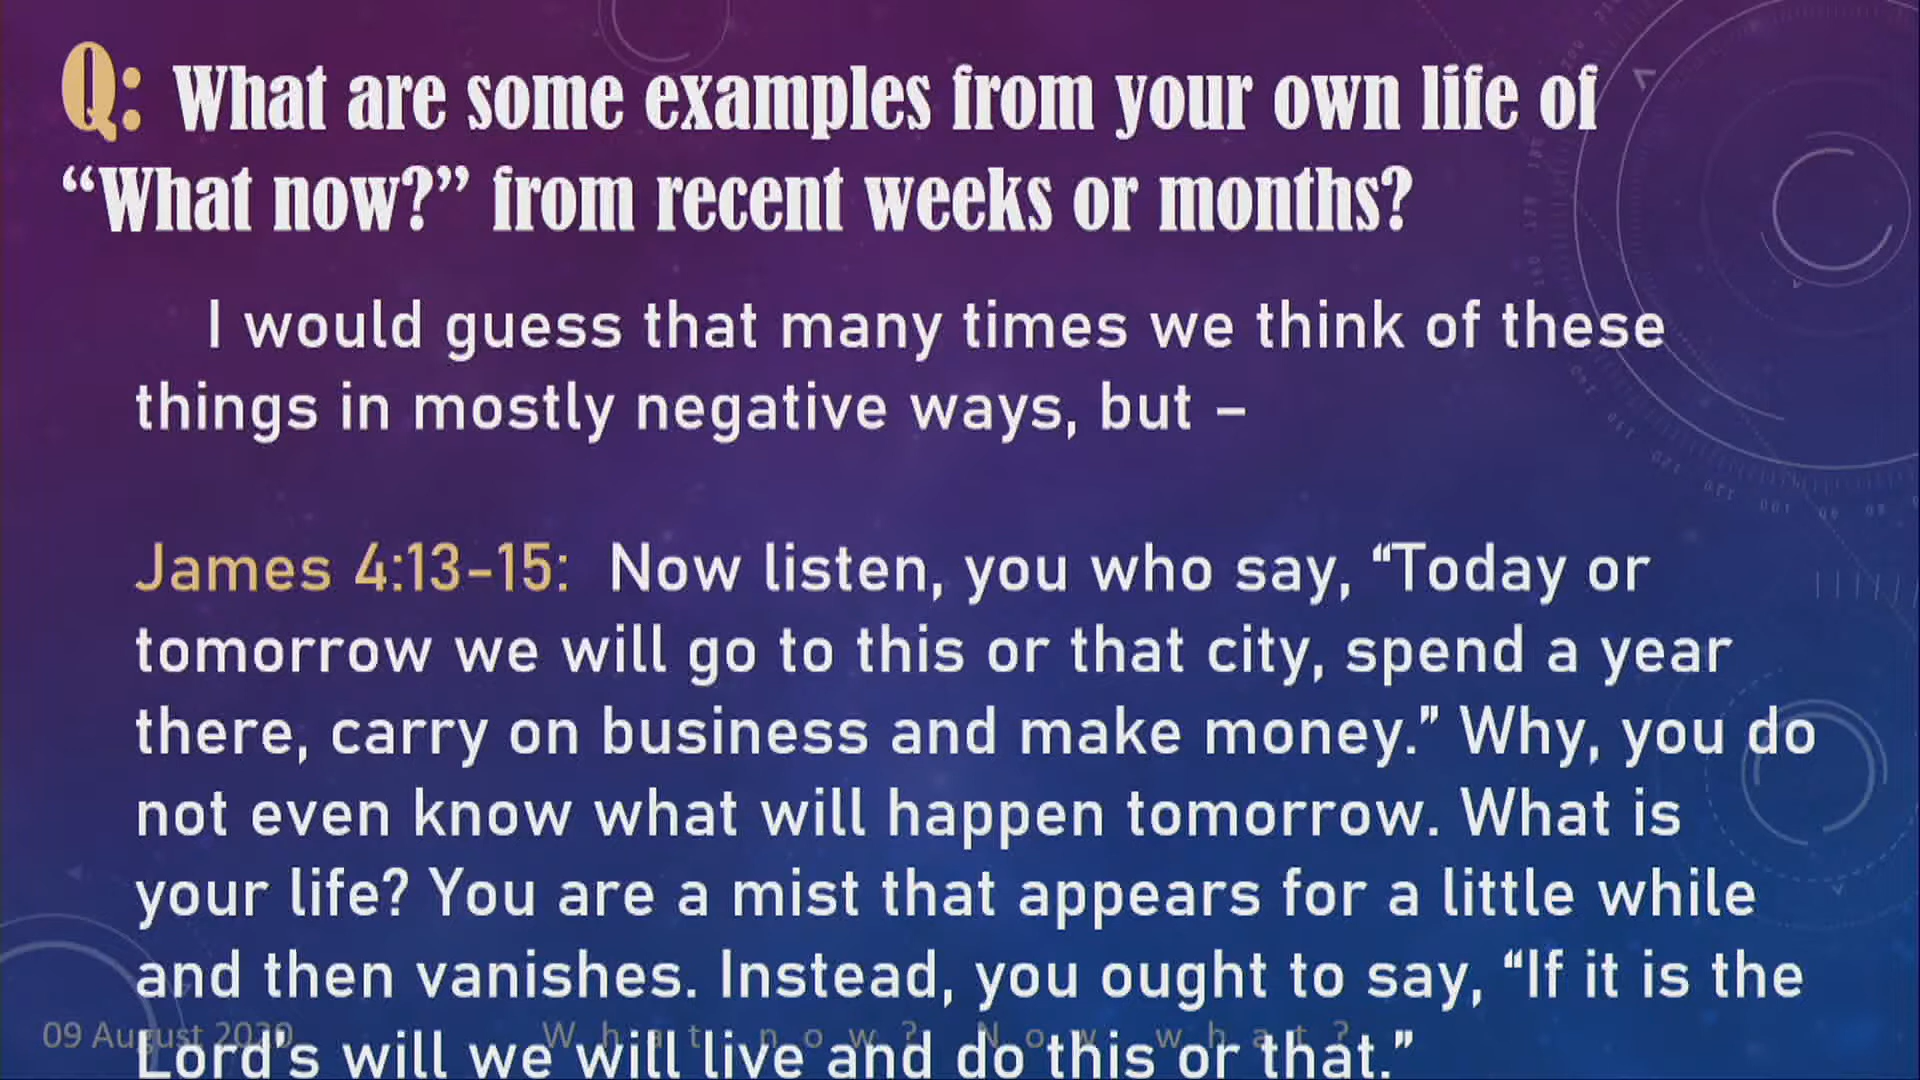 Q: What are some examples from your own life of
“What now?” from recent weeks or months?
I would guess that many times we think of these
things in mostly negative ways, but –
James 4:13-15: Now listen, you who say, “Today or
tomorrow we will go to this or that city, spend a year
there, carry on business and make money.” Why, you do
not even know what will happen tomorrow. What is
your life? You are a mist that appears for a little while
and then vanishes. Instead, you ought to say, “If it is the
Lord’s will we will live and do this or that.”
09 August 2020
What now? Now what?